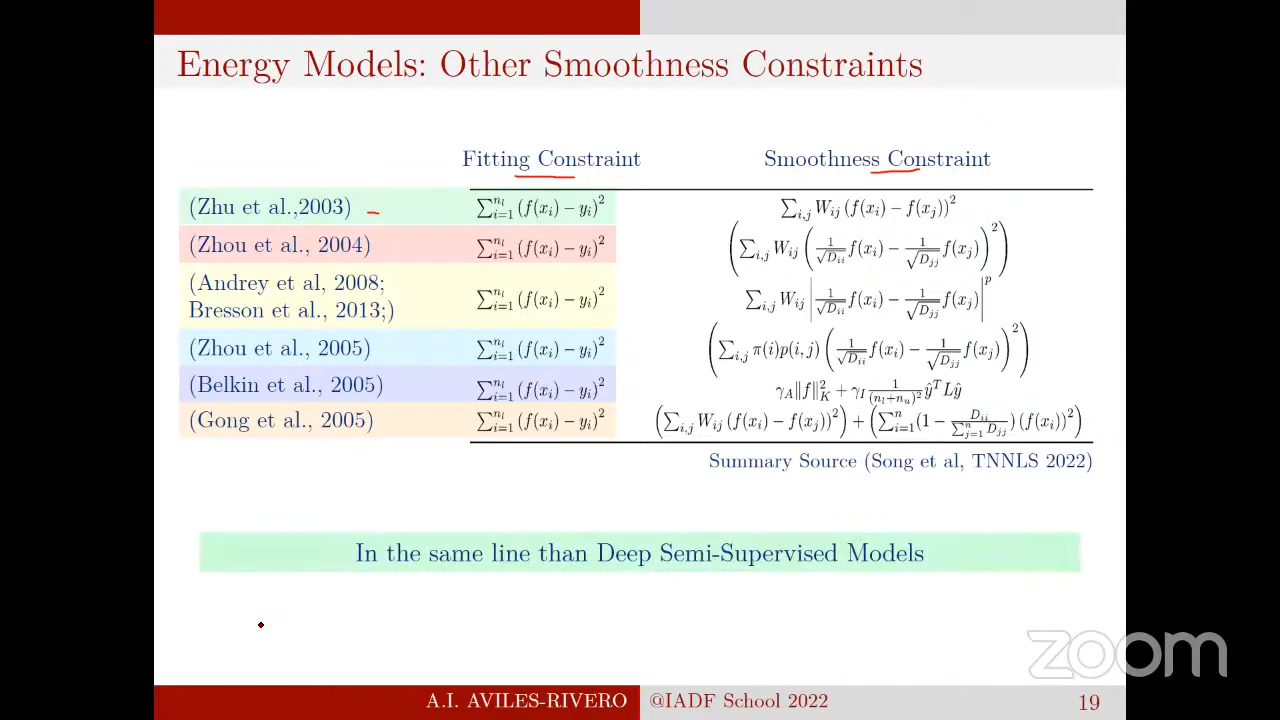 Energy Models: Other Smoothness Constraints
Fitting Constraint Smoothness Constraint
(Zhu et al.,2003) ∑_{i=1}^{n_l} (f(x_i) − y_i)^2 ∑_{i,j} W_{ij} (f(x_i) − f(x_j))^2
(Zhou et al., 2004) ∑_{i=1}^{n_l} (f(x_i) − y_i)^2 (∑_{i,j} W_{ij} (1/√D_{ii} f(x_i) − 1/√D_{jj} f(x_j))^2)
(Andrey et al, 2008;
Bresson et al., 2013;) ∑_{i=1}^{n_l} (f(x_i) − y_i)^2 ∑_{i,j} W_{ij} |1/√D_{ii} f(x_i) − 1/√D_{jj} f(x_j)|^p
(Zhou et al., 2005) ∑_{i=1}^{n_l} (f(x_i) − y_i)^2 (∑_{i,j} π(i)p(i,j) (1/√D_{ii} f(x_i) − 1/√D_{jj} f(x_j))^2)
(Belkin et al., 2005) ∑_{i=1}^{n_l} (f(x_i) − y_i)^2 γ_A‖f‖_K^2 + γ_I 1/(n_l+n_u)^2 ŷ^T Lŷ
(Gong et al., 2005) ∑_{i=1}^{n_l} (f(x_i) − y_i)^2 (∑_{i,j} W_{ij} (f(x_i) − f(x_j))^2) + (∑_{i=1}^{n} (1 − D_{ii}/∑_{j=1}^{n} D_{jj}) (f(x_i))^2)
Summary Source (Song et al, TNNLS 2022)
In the same line than Deep Semi-Supervised Models
zoom
A.I. AVILES-RIVERO @IADF School 2022 19